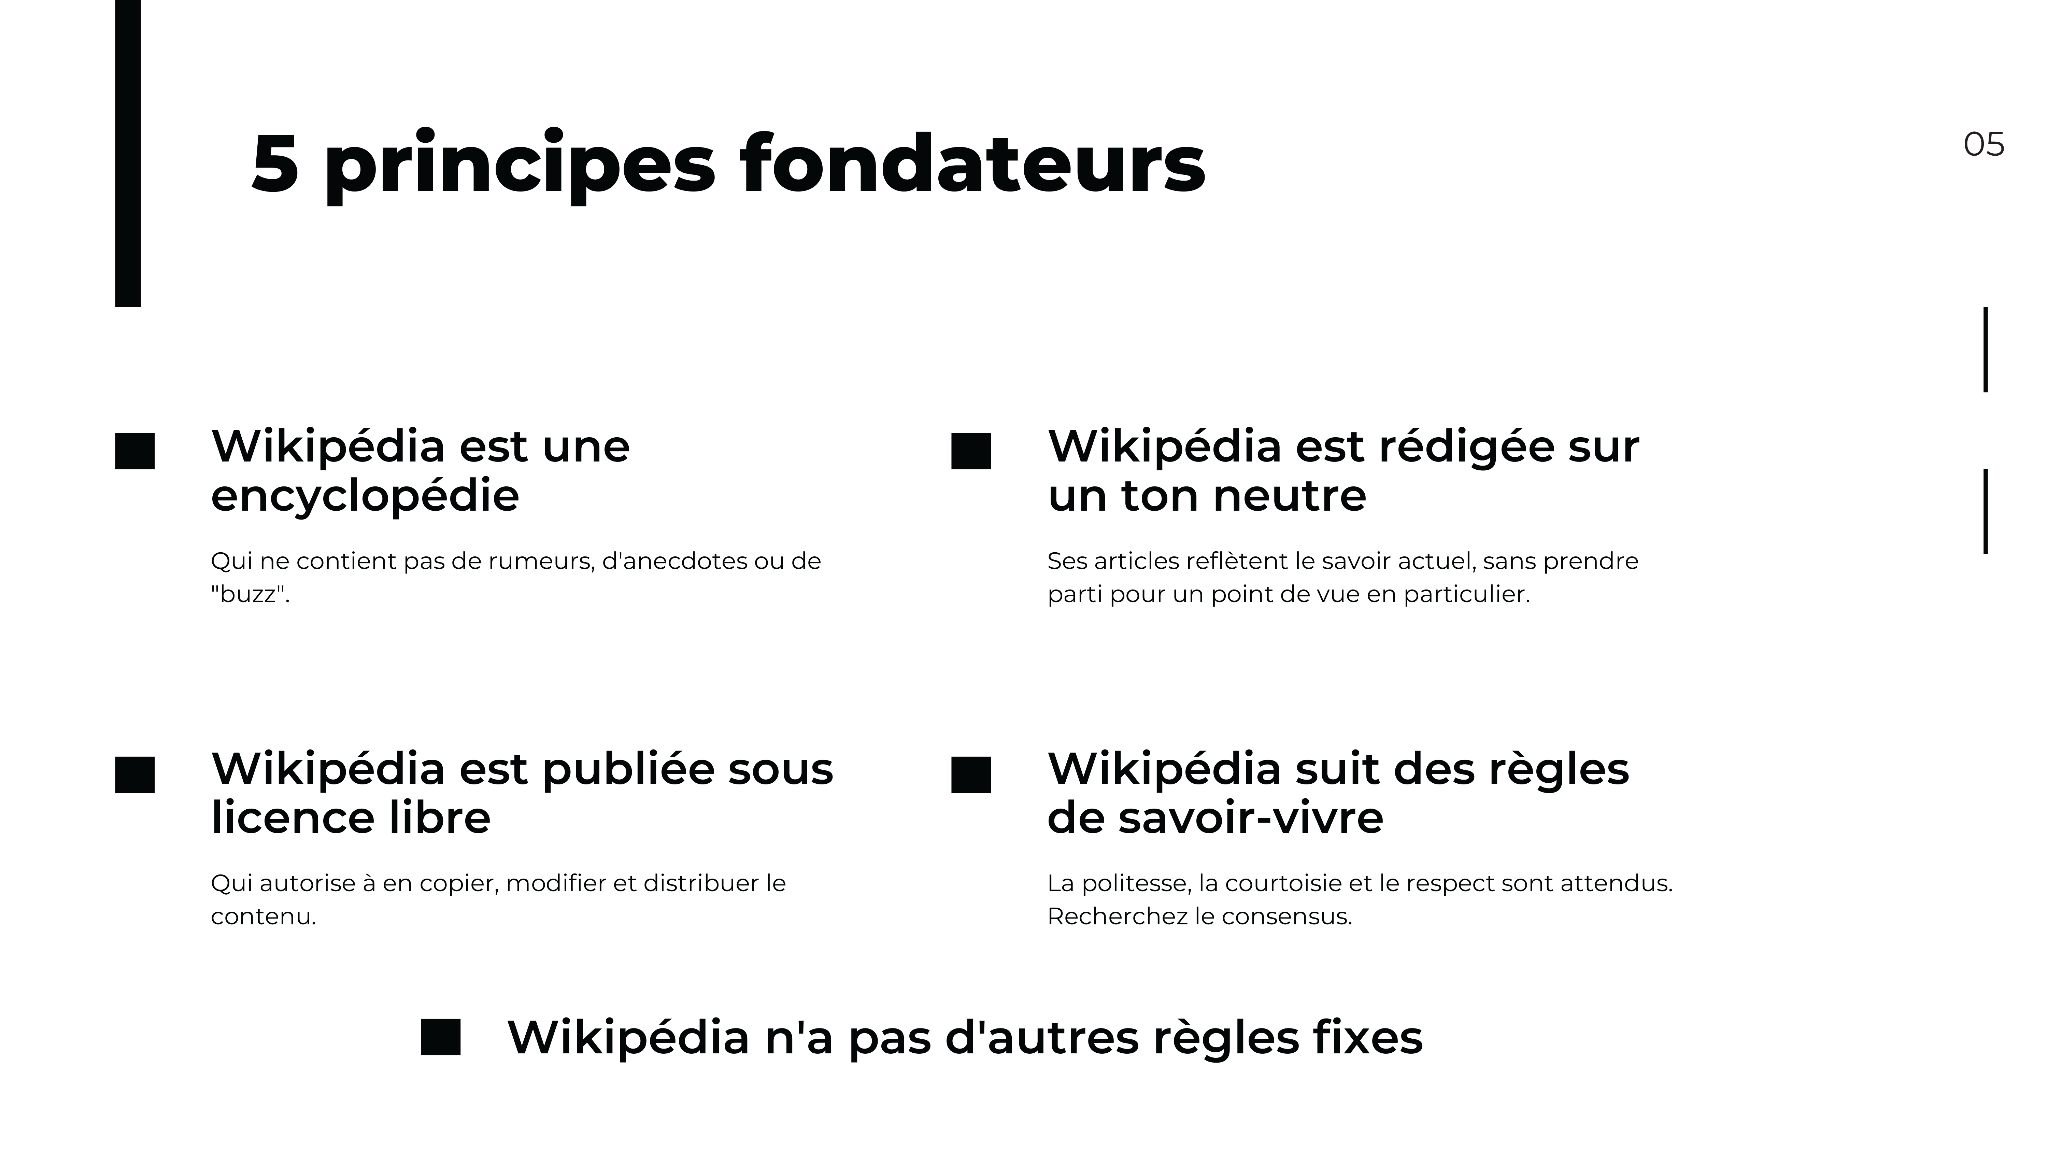 5 principes fondateurs
05
Wikipédia est une
encyclopédie
Qui ne contient pas de rumeurs, d'anecdotes ou de
"buzz".
Wikipédia est rédigée sur
un ton neutre
Ses articles reflètent le savoir actuel, sans prendre
parti pour un point de vue en particulier.
Wikipédia est publiée sous
licence libre
Qui autorise à en copier, modifier et distribuer le
contenu.
Wikipédia suit des règles
de savoir-vivre
La politesse, la courtoisie et le respect sont attendus.
Recherchez le consensus.
Wikipédia n'a pas d'autres règles fixes